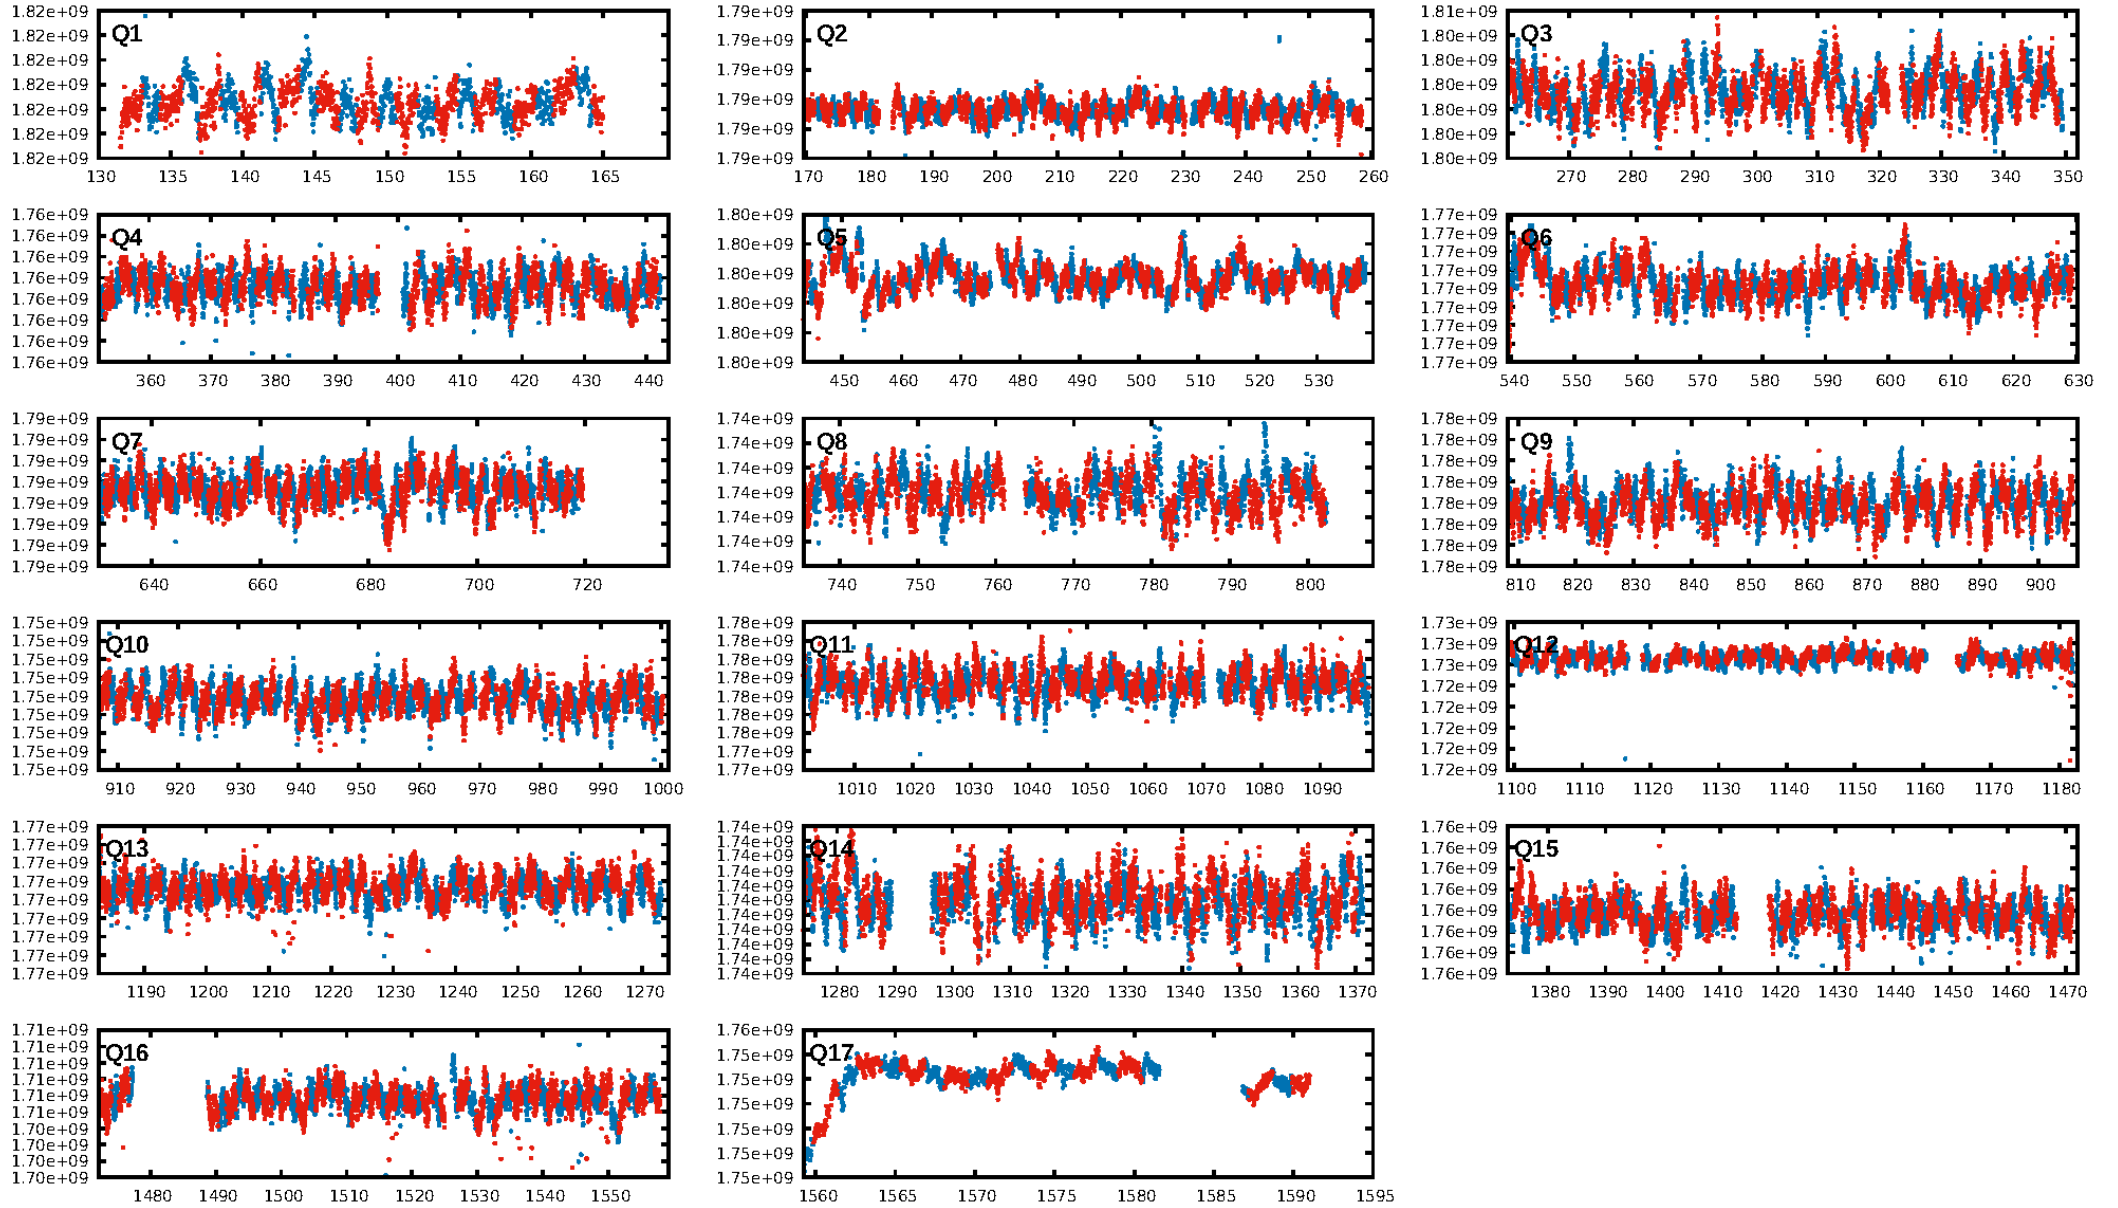 Q1
1.82e+09
1.82e+09
1.82e+09
1.82e+09
1.82e+09
1.82e+09
1.82e+09
130 135 140 145 150 155 160 165
Q2
1.79e+09
1.79e+09
1.79e+09
1.79e+09
1.79e+09
1.79e+09
170 180 190 200 210 220 230 240 250 260
Q3
1.81e+09
1.80e+09
1.80e+09
1.80e+09
1.80e+09
1.80e+09
1.80e+09
270 280 290 300 310 320 330 340 350
Q4
1.76e+09
1.76e+09
1.76e+09
1.76e+09
1.76e+09
1.76e+09
1.76e+09
1.76e+09
360 370 380 390 400 410 420 430 440
Q5
1.80e+09
1.80e+09
1.80e+09
1.80e+09
1.80e+09
1.80e+09
450 460 470 480 490 500 510 520 530
Q6
1.77e+09
1.77e+09
1.77e+09
1.77e+09
1.77e+09
1.77e+09
1.77e+09
1.77e+09
1.77e+09
540 550 560 570 580 590 600 610 620 630
Q7
1.79e+09
1.79e+09
1.79e+09
1.79e+09
1.79e+09
1.79e+09
1.79e+09
1.79e+09
640 660 680 700 720
Q8
1.74e+09
1.74e+09
1.74e+09
1.74e+09
1.74e+09
1.74e+09
1.74e+09
740 750 760 770 780 790 800
Q9
1.78e+09
1.78e+09
1.78e+09
1.78e+09
1.78e+09
1.78e+09
1.78e+09
1.78e+09
810 820 830 840 850 860 870 880 890 900
Q10
1.75e+09
1.75e+09
1.75e+09
1.75e+09
1.75e+09
1.75e+09
1.75e+09
1.75e+09
1.75e+09
910 920 930 940 950 960 970 980 990 1000
Q11
1.78e+09
1.78e+09
1.78e+09
1.78e+09
1.78e+09
1.78e+09
1.78e+09
1.77e+09
1.77e+09
1010 1020 1030 1040 1050 1060 1070 1080 1090
Q12
1.73e+09
1.73e+09
1.73e+09
1.72e+09
1.72e+09
1.72e+09
1.72e+09
1.72e+09
1100 1110 1120 1130 1140 1150 1160 1170 1180
Q13
1.77e+09
1.77e+09
1.77e+09
1.77e+09
1.77e+09
1.77e+09
1.77e+09
1.77e+09
1.77e+09
1190 1200 1210 1220 1230 1240 1250 1260 1270
Q14
1.74e+09
1.74e+09
1.74e+09
1.74e+09
1.74e+09
1.74e+09
1.74e+09
1.74e+09
1.74e+09
1.74e+09
1.74e+09
1280 1290 1300 1310 1320 1330 1340 1350 1360 1370
Q15
1.76e+09
1.76e+09
1.76e+09
1.76e+09
1.76e+09
1.76e+09
1.76e+09
1.76e+09
1380 1390 1400 1410 1420 1430 1440 1450 1460 1470
Q16
1.71e+09
1.71e+09
1.71e+09
1.71e+09
1.71e+09
1.71e+09
1.70e+09
1.70e+09
1.70e+09
1.70e+09
1480 1490 1500 1510 1520 1530 1540 1550
Q17
1.76e+09
1.75e+09
1.75e+09
1.75e+09
1.75e+09
1.75e+09
1.75e+09
1560 1565 1570 1575 1580 1585 1590 1595